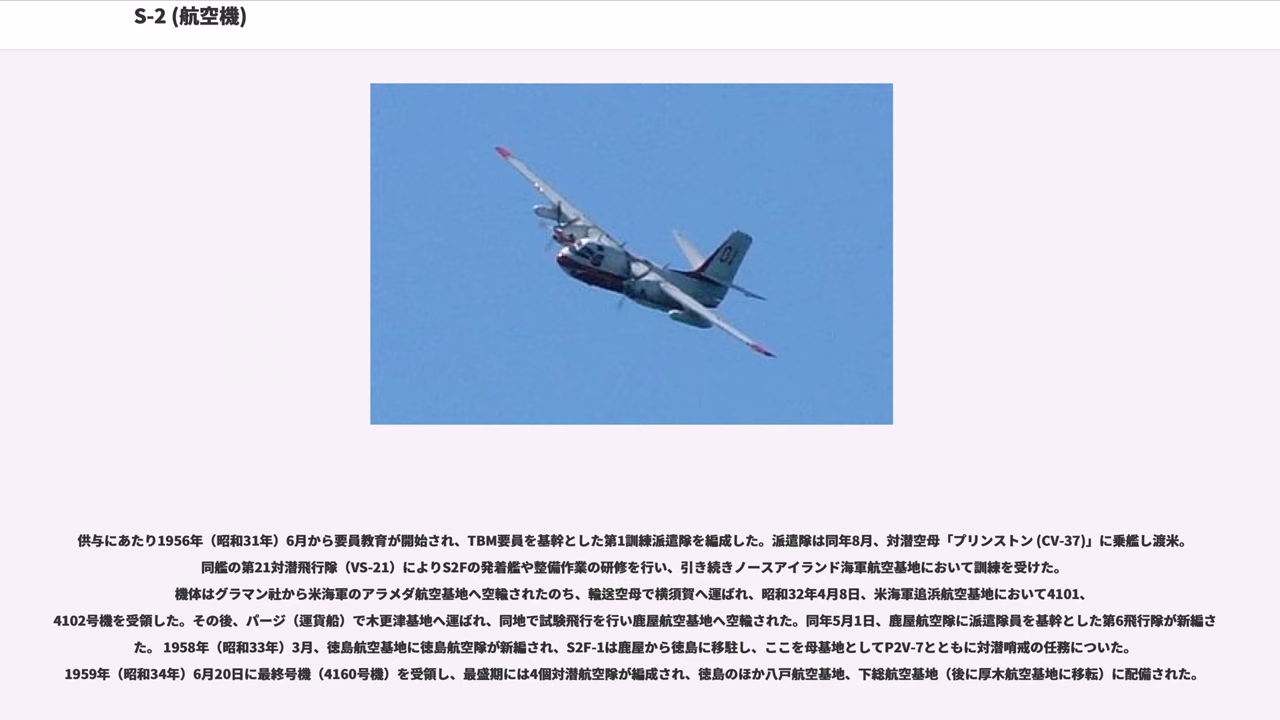 S-2 (航空機)
01
供与にあたり1956年（昭和31年）6月から要員教育が開始され、TBM要員を基幹とした第1訓練派遣隊を編成した。派遣隊は同年8月、対潜空母「プリンストン (CV-37)」に乗艦し渡米。
同艦の第21対潜飛行隊（VS-21）によりS2Fの発着艦や整備作業の研修を行い、引き続きノースアイランド海軍航空基地において訓練を受けた。
機体はグラマン社から米海軍のアラメダ航空基地へ空輸されたのち、輸送空母で横須賀へ運ばれ、昭和32年4月8日、米海軍追浜航空基地において4101、
4102号機を受領した。その後、バージ（運貨船）で木更津基地へ運ばれ、同地で試験飛行を行い鹿屋航空基地へ空輸された。同年5月1日、鹿屋航空隊に派遣隊員を基幹とした第6飛行隊が新編さ
た。 1958年（昭和33年）3月、徳島航空基地に徳島航空隊が新編され、S2F-1は鹿屋から徳島に移駐し、ここを母基地としてP2V-7とともに対潜哨戒の任務についた。
1959年（昭和34年）6月20日に最終号機（4160号機）を受領し、最盛期には4個対潜航空隊が編成され、徳島のほか八戸航空基地、下総航空基地（後に厚木航空基地に移転）に配備された。